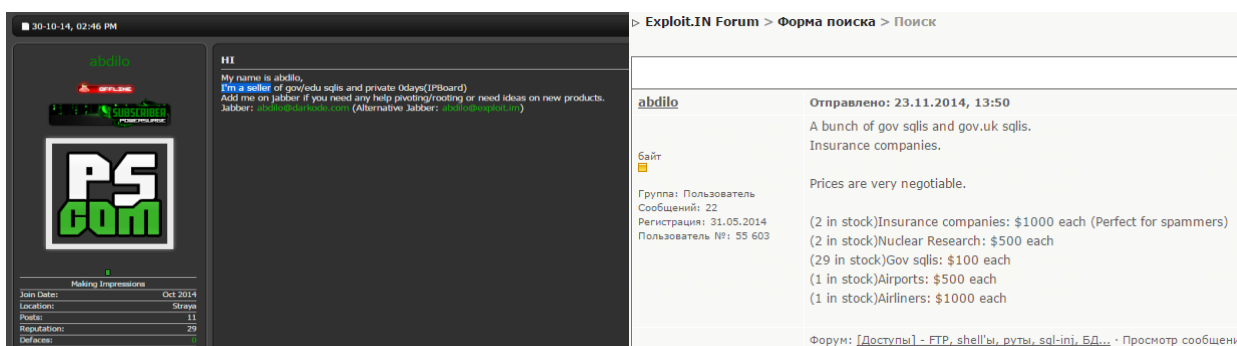 30-10-14, 02:46 PM
abdilo
OFFLINE
SUBSCRIBER
POWERSURGE
PS
COM
Making Impressions
Join Date: Oct 2014
Location: Straya
Posts: 11
Reputation: 29
Defaces: 0
HI
My name is abdilo,
I'm a seller of gov/edu sqlis and private 0days(IPBoard)
Add me on jabber if you need any help pivoting/rooting or need ideas on new products.
Jabber: abdilo@darkode.com (Alternative Jabber: abdilo@exploit.im)
Exploit.IN Forum > Форма поиска > Поиск
abdilo
Отправлено: 23.11.2014, 13:50
байт
Группа: Пользователь
Сообщений: 22
Регистрация: 31.05.2014
Пользователь №: 55 603
A bunch of gov sqlis and gov.uk sqlis.
Insurance companies.
Prices are very negotiable.
(2 in stock)Insurance companies: $1000 each (Perfect for spammers)
(2 in stock)Nuclear Research: $500 each
(29 in stock)Gov sqlis: $100 each
(1 in stock)Airports: $500 each
(1 in stock)Airliners: $1000 each
Форум: [Доступы] - FTP, shell'ы, руты, sql-inj, БД... · Просмотр сообщени